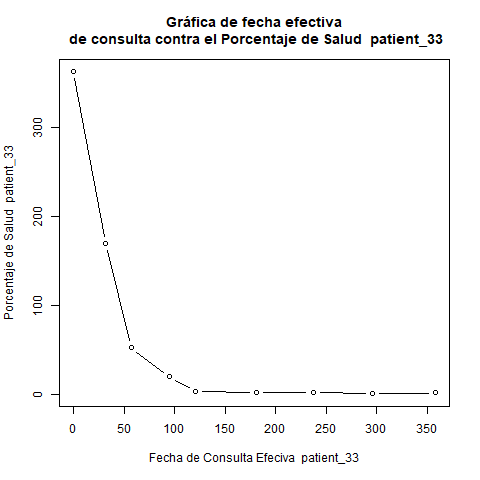 Gráfica de fecha efectiva
de consulta contra el Porcentaje de Salud patient_33
Porcentaje de Salud patient_33
300
200
100
0
0 50 100 150 200 250 300 350
Fecha de Consulta Efeciva patient_33